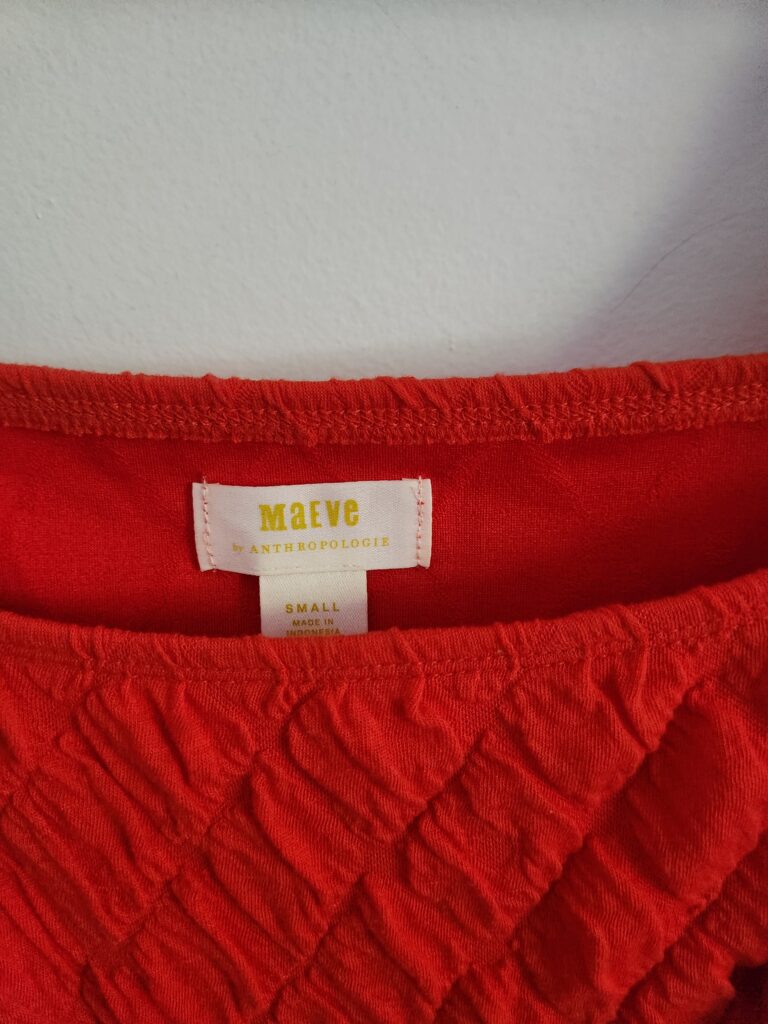 MaEVe
by ANTHROPOLOGIE
SMALL
MADE IN
INDONESIA